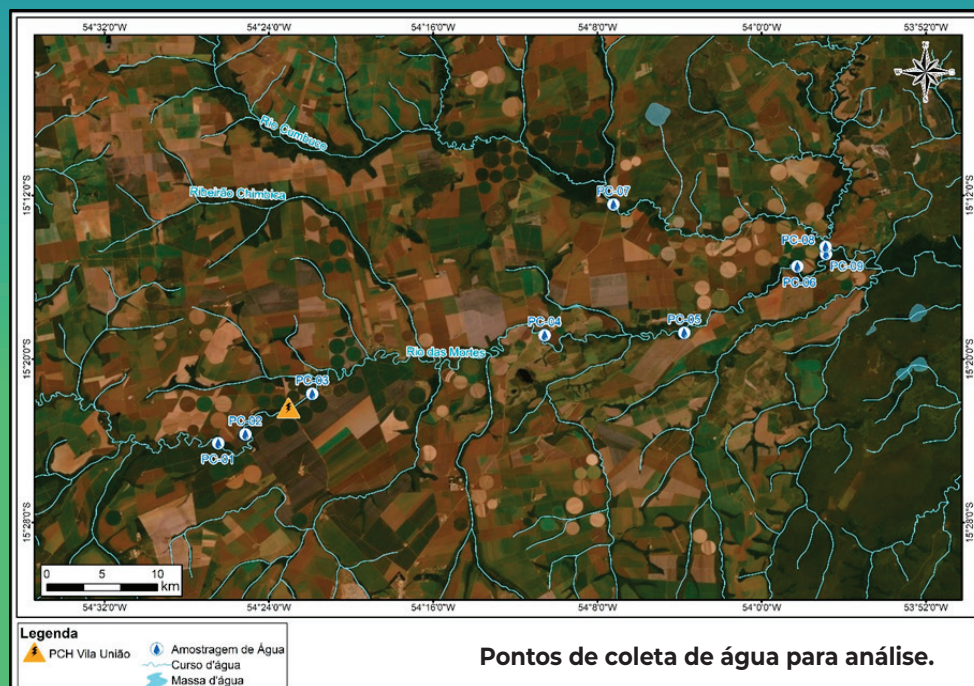 54°32'0"W 54°24'0"W 54°16'0"W 54°8'0"W 54°0'0"W 53°52'0"W
Rio Cumbuco
15°12'0"S
Ribeirão Chimbica
15°12'0"S
PC-07
PC-08
PC-09
PC-06
PC-04
PC-05
15°20'0"S
Rio das Mortes
15°20'0"S
PC-03
PC-02
PC-01
15°28'0"S
15°28'0"S
0 5 10
km
54°32'0"W 54°24'0"W 54°16'0"W 54°8'0"W 54°0'0"W 53°52'0"W
Legenda
PCH Vila União
Amostragem de Água
Curso d'água
Massa d'água
Pontos de coleta de água para análise.